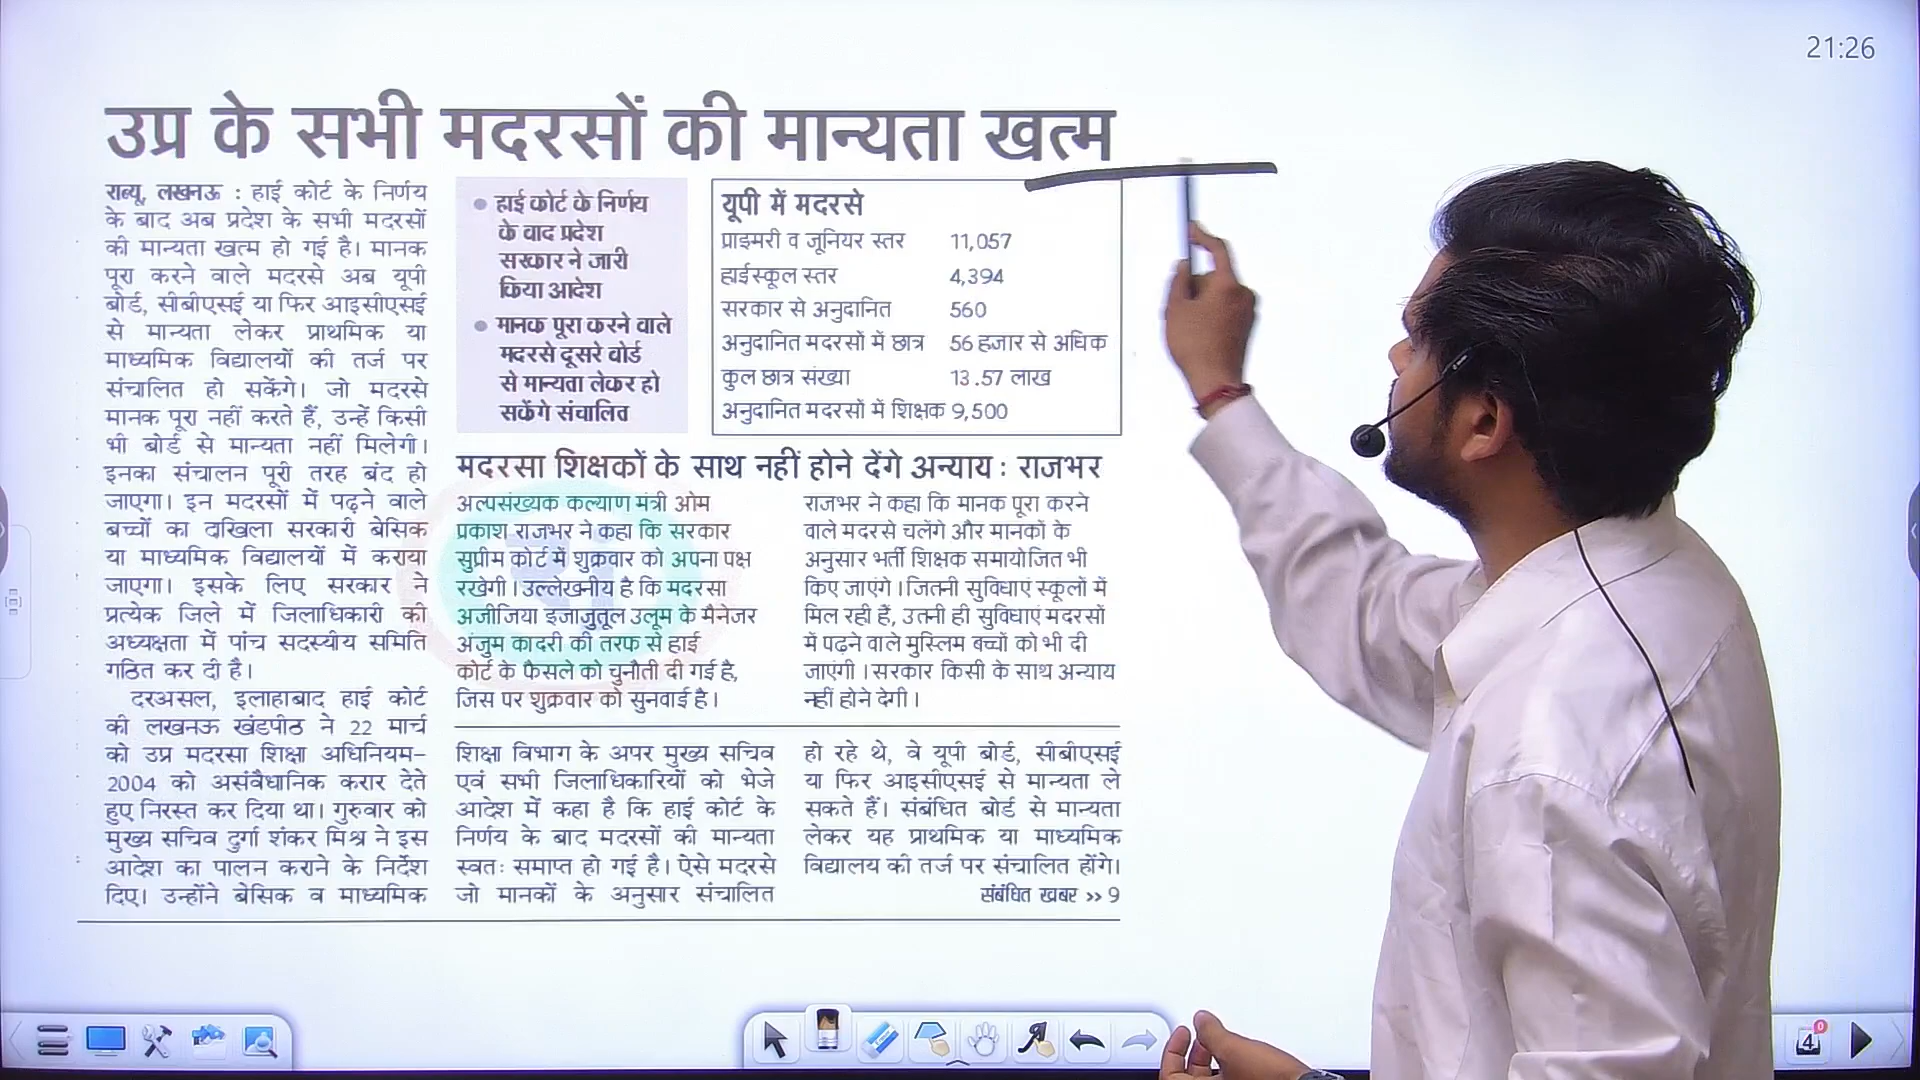 21:26
उप्र के सभी मदरसों की मान्यता खत्म
राब्यू, लखनऊ : हाई कोर्ट के निर्णय
के बाद अब प्रदेश के सभी मदरसों
की मान्यता खत्म हो गई है। मानक
पूरा करने वाले मदरसे अब यूपी
बोर्ड, सीबीएसई या फिर आइसीएसई
से मान्यता लेकर प्राथमिक या
माध्यमिक विद्यालयों की तर्ज पर
संचालित हो सकेंगे। जो मदरसे
मानक पूरा नहीं करते हैं, उन्हें किसी
भी बोर्ड से मान्यता नहीं मिलेगी।
इनका संचालन पूरी तरह बंद हो
जाएगा। इन मदरसों में पढ़ने वाले
बच्चों का दाखिला सरकारी बेसिक
या माध्यमिक विद्यालयों में कराया
जाएगा। इसके लिए सरकार ने
प्रत्येक जिले में जिलाधिकारी की
अध्यक्षता में पांच सदस्यीय समिति
गठित कर दी है।
दरअसल, इलाहाबाद हाई कोर्ट
की लखनऊ खंडपीठ ने 22 मार्च
को उप्र मदरसा शिक्षा अधिनियम-
2004 को असंवैधानिक करार देते
हुए निरस्त कर दिया था। गुरुवार को
मुख्य सचिव दुर्गा शंकर मिश्र ने इस
आदेश का पालन कराने के निर्देश
दिए। उन्होंने बेसिक व माध्यमिक
● हाई कोर्ट के निर्णय
के वाद प्रदेश
सरकार ने जारी
किया आदेश
● मानक पूरा करने वाले
मदरसे दूसरे वोर्ड
से मान्यता लेकर हो
सकेंगे संचालित
यूपी में मदरसे
प्राइमरी व जूनियर स्तर 11,057
हाईस्कूल स्तर 4,394
सरकार से अनुदानित 560
अनुदानित मदरसों में छात्र 56 हजार से अधिक
कुल छात्र संख्या 13.57 लाख
अनुदानित मदरसों में शिक्षक 9,500
मदरसा शिक्षकों के साथ नहीं होने देंगे अन्याय : राजभर
अल्पसंख्यक कल्याण मंत्री ओम
प्रकाश राजभर ने कहा कि सरकार
सुप्रीम कोर्ट में शुक्रवार को अपना पक्ष
रखेगी। उल्लेखनीय है कि मदरसा
अजीजिया इजाजुतूल उलूम के मैनेजर
अंजुम कादरी की तरफ से हाई
कोर्ट के फैसले को चुनौती दी गई है,
जिस पर शुक्रवार को सुनवाई है।
राजभर ने कहा कि मानक पूरा करने
वाले मदरसे चलेंगे और मानकों के
अनुसार भर्ती शिक्षक समायोजित भी
किए जाएंगे। जितनी सुविधाएं स्कूलों में
मिल रही हैं, उतनी ही सुविधाएं मदरसों
में पढ़ने वाले मुस्लिम बच्चों को भी दी
जाएंगी। सरकार किसी के साथ अन्याय
नहीं होने देगी।
शिक्षा विभाग के अपर मुख्य सचिव
एवं सभी जिलाधिकारियों को भेजे
आदेश में कहा है कि हाई कोर्ट के
निर्णय के बाद मदरसों की मान्यता
स्वतः समाप्त हो गई है। ऐसे मदरसे
जो मानकों के अनुसार संचालित
हो रहे थे, वे यूपी बोर्ड, सीबीएसई
या फिर आइसीएसई से मान्यता ले
सकते हैं। संबंधित बोर्ड से मान्यता
लेकर यह प्राथमिक या माध्यमिक
विद्यालय की तर्ज पर संचालित होंगे।
संबंधित खबर >> 9
4
0